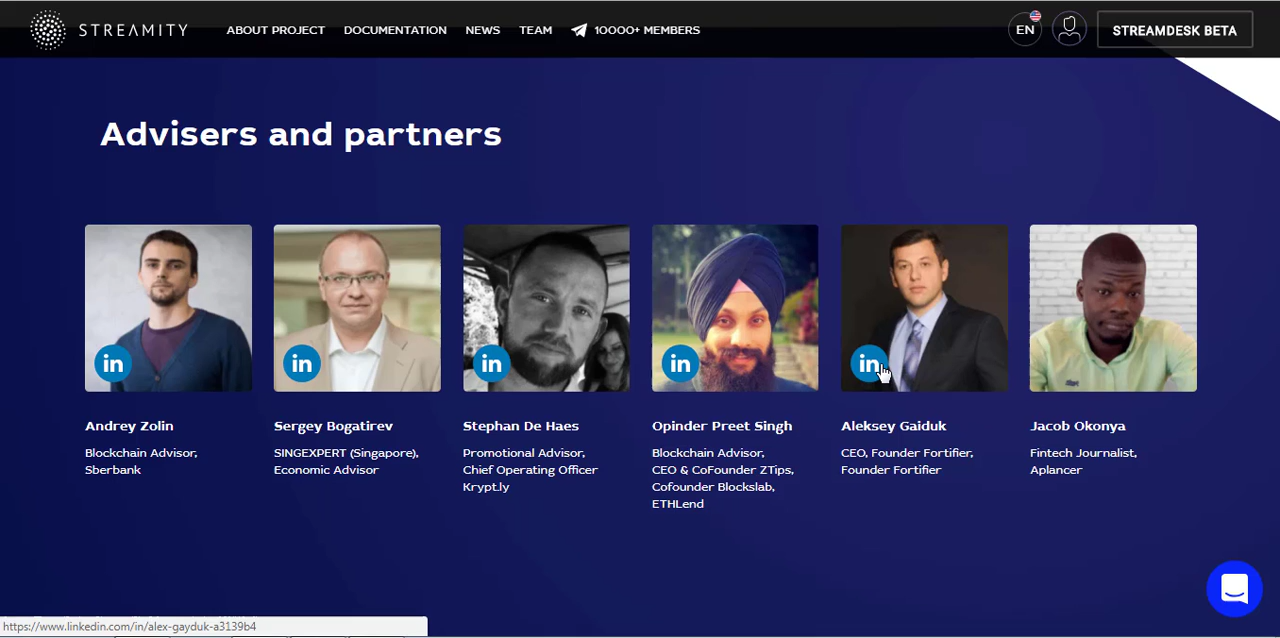 STREAMITY
ABOUT PROJECT
DOCUMENTATION
NEWS
TEAM
10000+ MEMBERS
EN
STREAMDESK BETA
Advisers and partners
in
in
in
in
in
Andrey Zolin
Blockchain Advisor,
Sberbank
Sergey Bogatirev
SINGEXPERT (Singapore),
Economic Advisor
Stephan De Haes
Promotional Advisor,
Chief Operating Officer
Krypt.ly
Opinder Preet Singh
Blockchain Advisor,
CEO & CoFounder ZTips,
Cofounder Blockslab,
ETHLend
Aleksey Gaiduk
CEO, Founder Fortifier,
Founder Fortifier
Jacob Okonya
Fintech Journalist,
Aplancer
https://www.linkedin.com/in/alex-gayduk-a3139b4